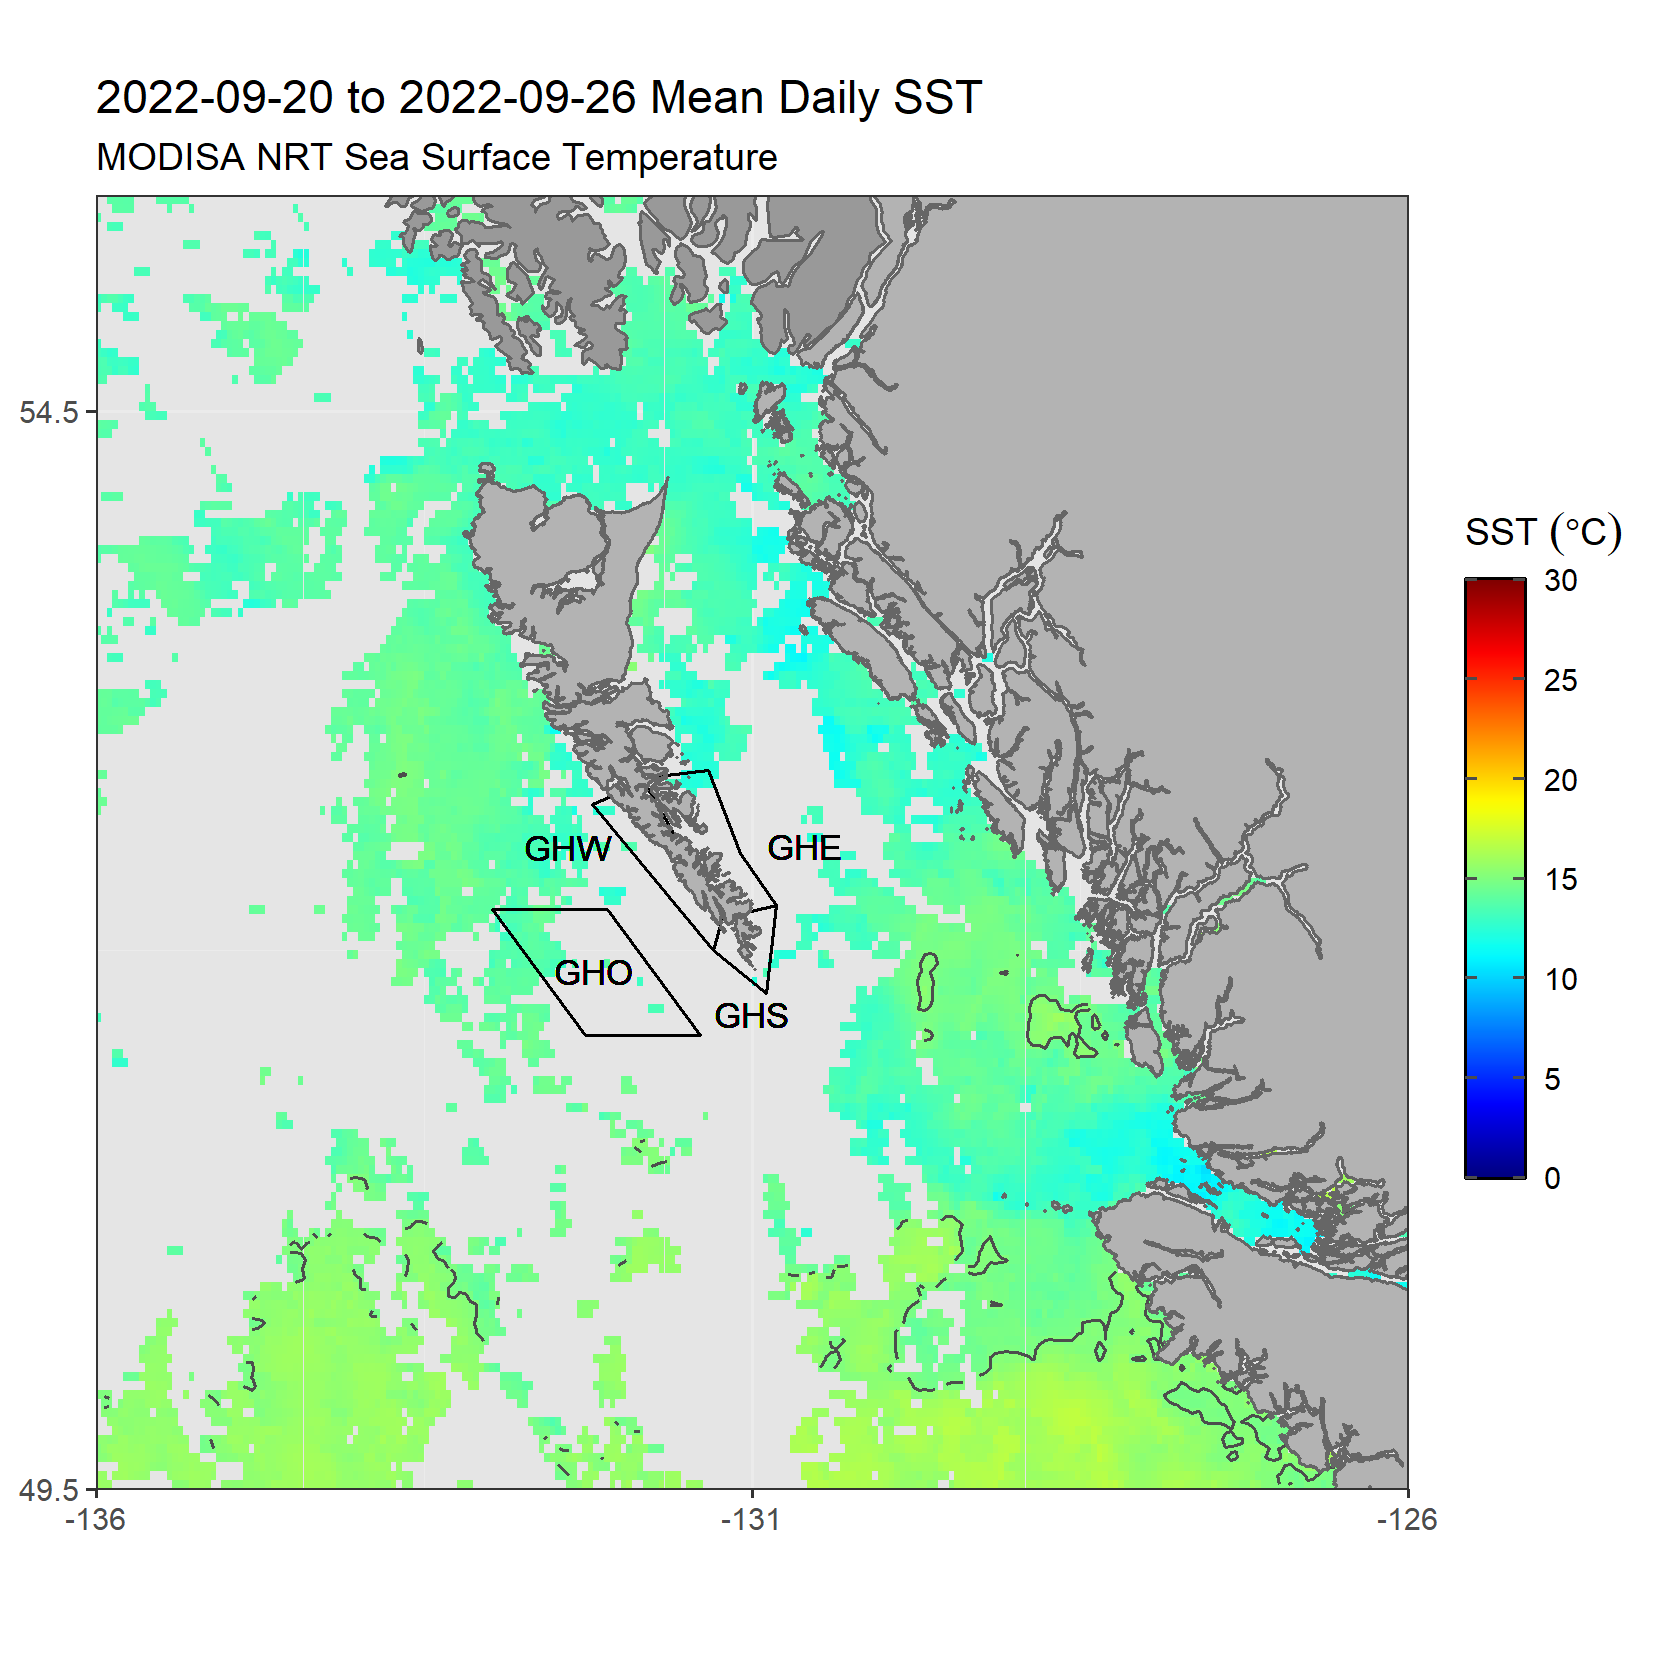 2022-09-20 to 2022-09-26 Mean Daily SST
MODISA NRT Sea Surface Temperature
54.5
49.5
-136
-131
-126
GHW
GHE
GHO
GHS
SST (°C)
30
25
20
15
10
5
0